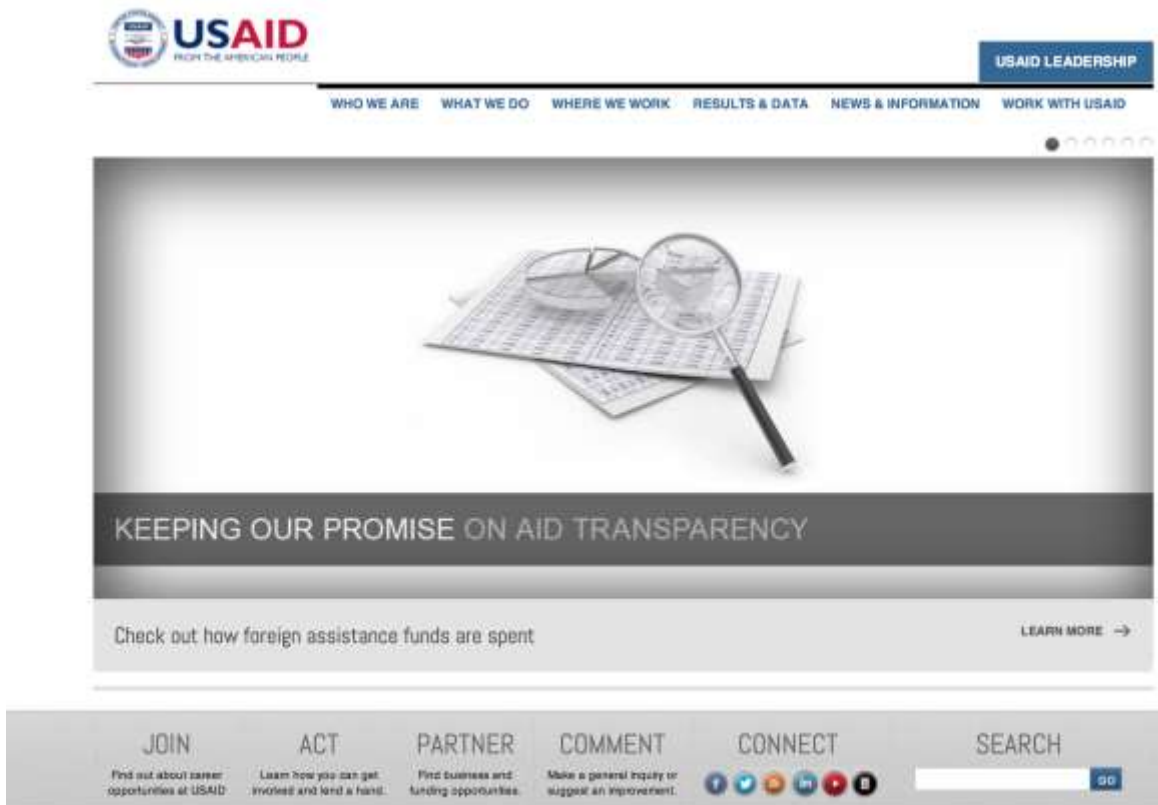 USAID
FROM THE AMERICAN PEOPLE
USAID LEADERSHIP
WHO WE ARE WHAT WE DO WHERE WE WORK RESULTS & DATA NEWS & INFORMATION WORK WITH USAID
KEEPING OUR PROMISE ON AID TRANSPARENCY
Check out how foreign assistance funds are spent
LEARN MORE →
JOIN ACT PARTNER COMMENT CONNECT SEARCH
Find out about career Learn how you can get Find business and Make a general inquiry or
opportunities at USAID involved and lend a hand. funding opportunities. suggest an improvement. GO